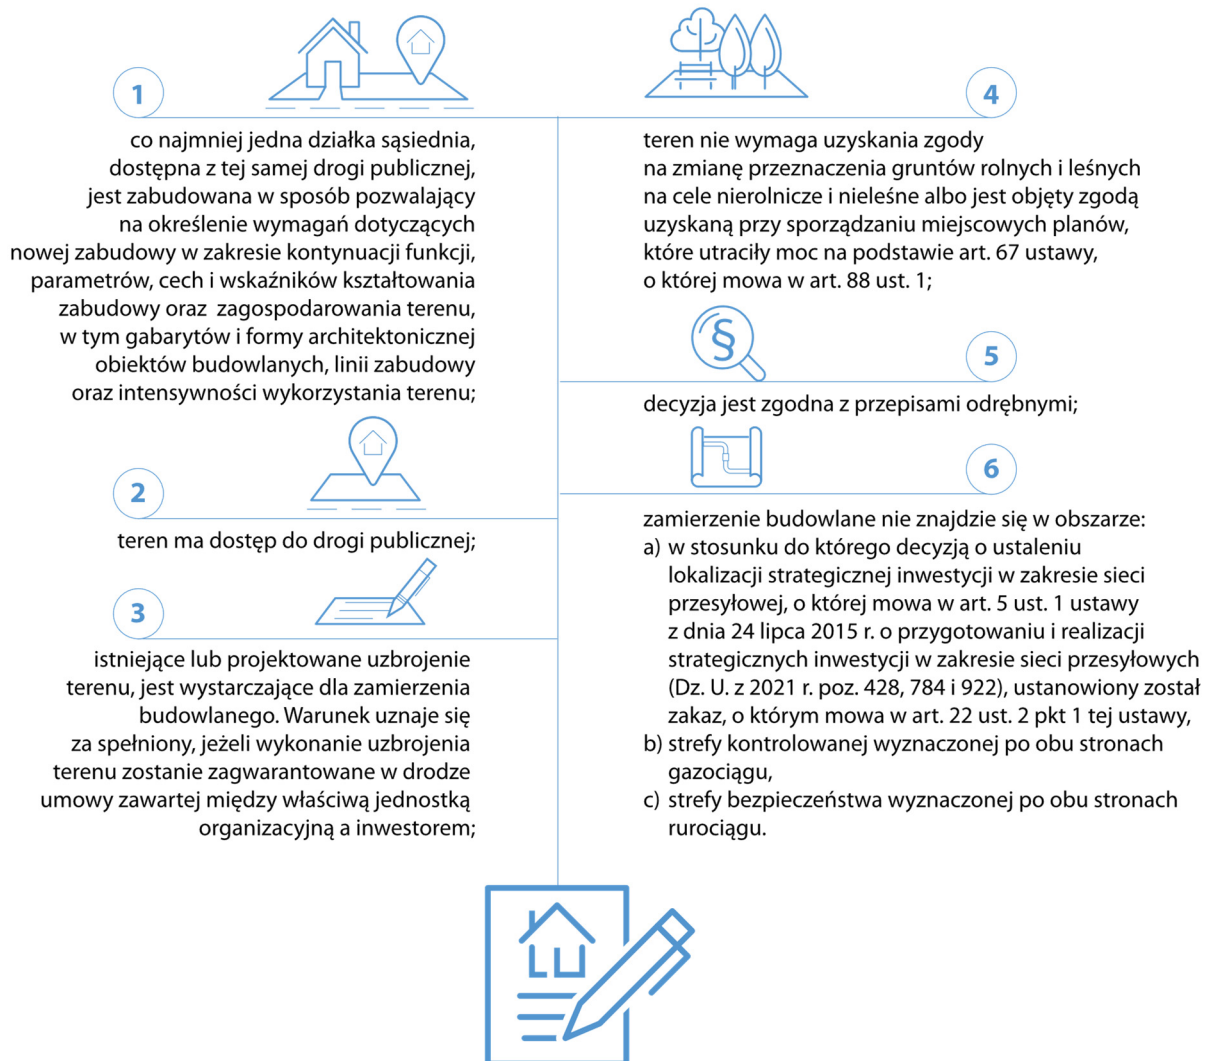 1
co najmniej jedna działka sąsiednia,
dostępna z tej samej drogi publicznej,
jest zabudowana w sposób pozwalający
na określenie wymagań dotyczących
nowej zabudowy w zakresie kontynuacji funkcji,
parametrów, cech i wskaźników kształtowania
zabudowy oraz zagospodarowania terenu,
w tym gabarytów i formy architektonicznej
obiektów budowlanych, linii zabudowy
oraz intensywności wykorzystania terenu;
2
teren ma dostęp do drogi publicznej;
3
istniejące lub projektowane uzbrojenie
terenu, jest wystarczające dla zamierzenia
budowlanego. Warunek uznaje się
za spełniony, jeżeli wykonanie uzbrojenia
terenu zostanie zagwarantowane w drodze
umowy zawartej między właściwą jednostką
organizacyjną a inwestorem;
4
teren nie wymaga uzyskania zgody
na zmianę przeznaczenia gruntów rolnych i leśnych
na cele nierolnicze i nieleśne albo jest objęty zgodą
uzyskaną przy sporządzaniu miejscowych planów,
które utraciły moc na podstawie art. 67 ustawy,
o której mowa w art. 88 ust. 1;
§
5
decyzja jest zgodna z przepisami odrębnymi;
6
zamierzenie budowlane nie znajdzie się w obszarze:
a) w stosunku do którego decyzją o ustaleniu
lokalizacji strategicznej inwestycji w zakresie sieci
przesyłowej, o której mowa w art. 5 ust. 1 ustawy
z dnia 24 lipca 2015 r. o przygotowaniu i realizacji
strategicznych inwestycji w zakresie sieci przesyłowych
(Dz. U. z 2021 r. poz. 428, 784 i 922), ustanowiony został
zakaz, o którym mowa w art. 22 ust. 2 pkt 1 tej ustawy,
b) strefy kontrolowanej wyznaczonej po obu stronach
gazociągu,
c) strefy bezpieczeństwa wyznaczonej po obu stronach
rurociągu.